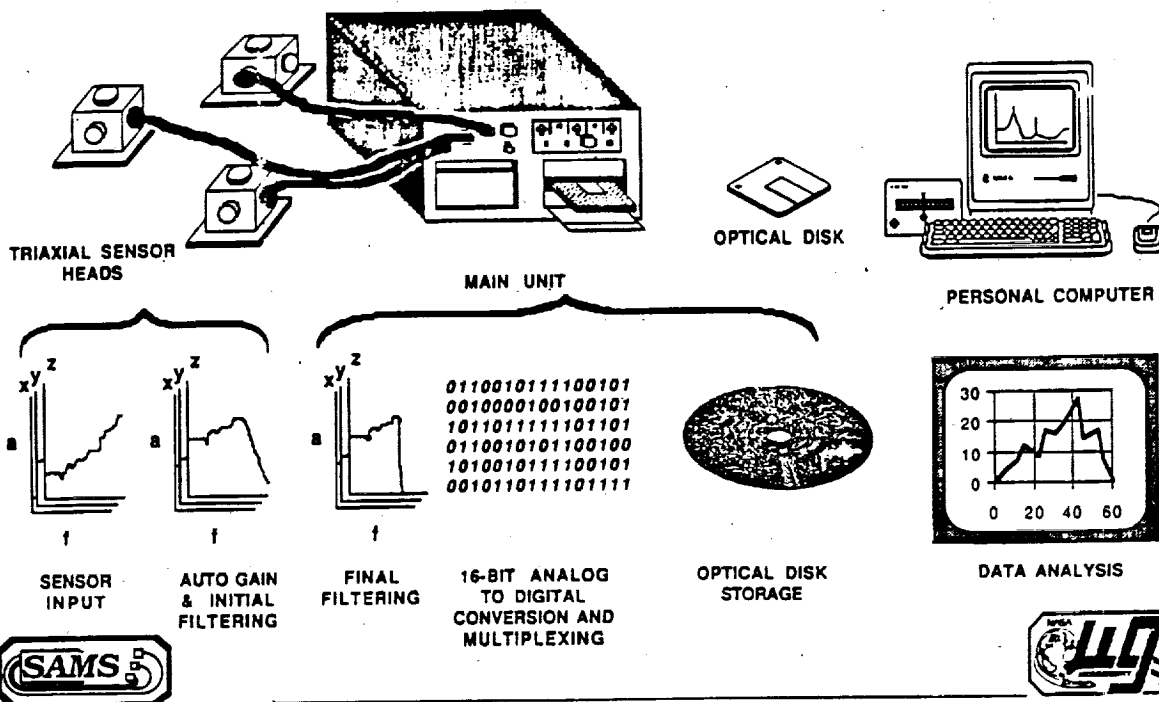 TRIAXIAL SENSOR
HEADS
MAIN UNIT
OPTICAL DISK
PERSONAL COMPUTER
x y z
a
f
SENSOR
INPUT
x y z
a
f
AUTO GAIN
& INITIAL
FILTERING
x y z
a
f
FINAL
FILTERING
0110010111100101
0010000100100101
1011011111101101
0110010101100100
1010010111100101
0010110111101111
16-BIT ANALOG
TO DIGITAL
CONVERSION AND
MULTIPLEXING
OPTICAL DISK
STORAGE
30
20
10
0
0 20 40 60
DATA ANALYSIS
SAMS
NASA
µg